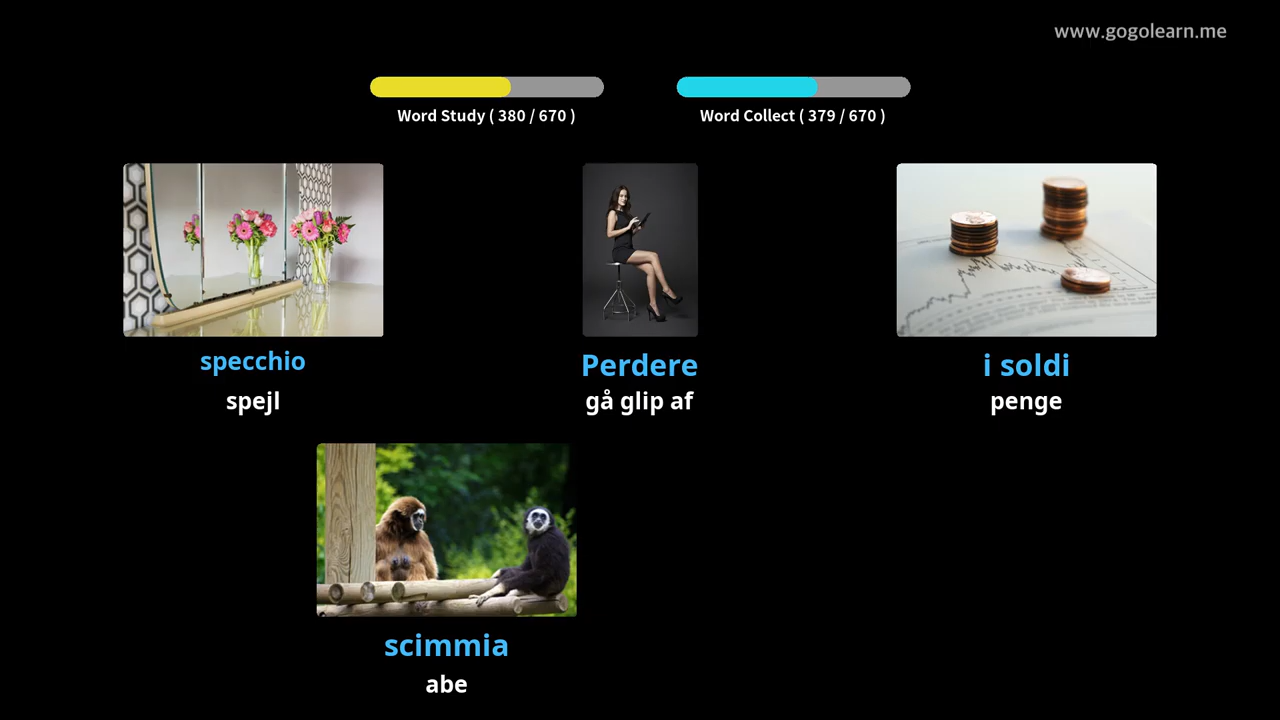 www.gogolearn.me
Word Study ( 380 / 670 )
Word Collect ( 379 / 670 )
specchio
spejl
Perdere
gå glip af
i soldi
penge
scimmia
abe